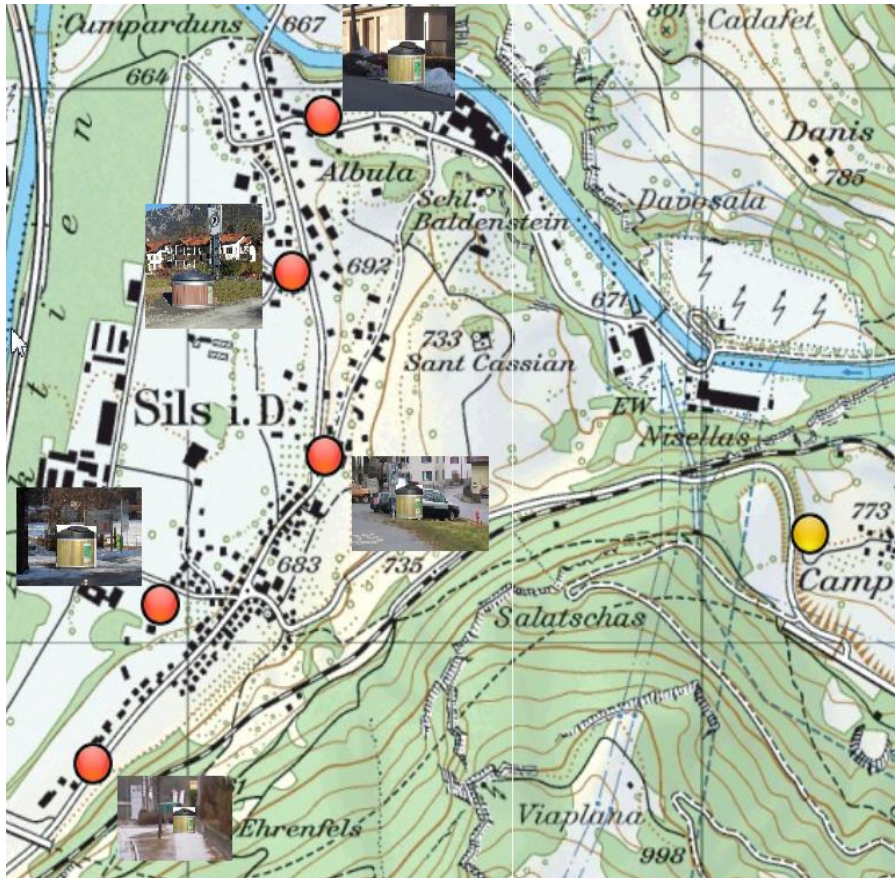 Cumparduns
667
801
Cadafet
664
n
Danis
785
Albula
e
Schl.
Baldenstein
Davosala
692
i
671
733
Sant Cassian
t
Sils i. D
EW
Nisellas
k
773
683
735
Camp
Salatschas
Viaplana
Ehrenfels
998